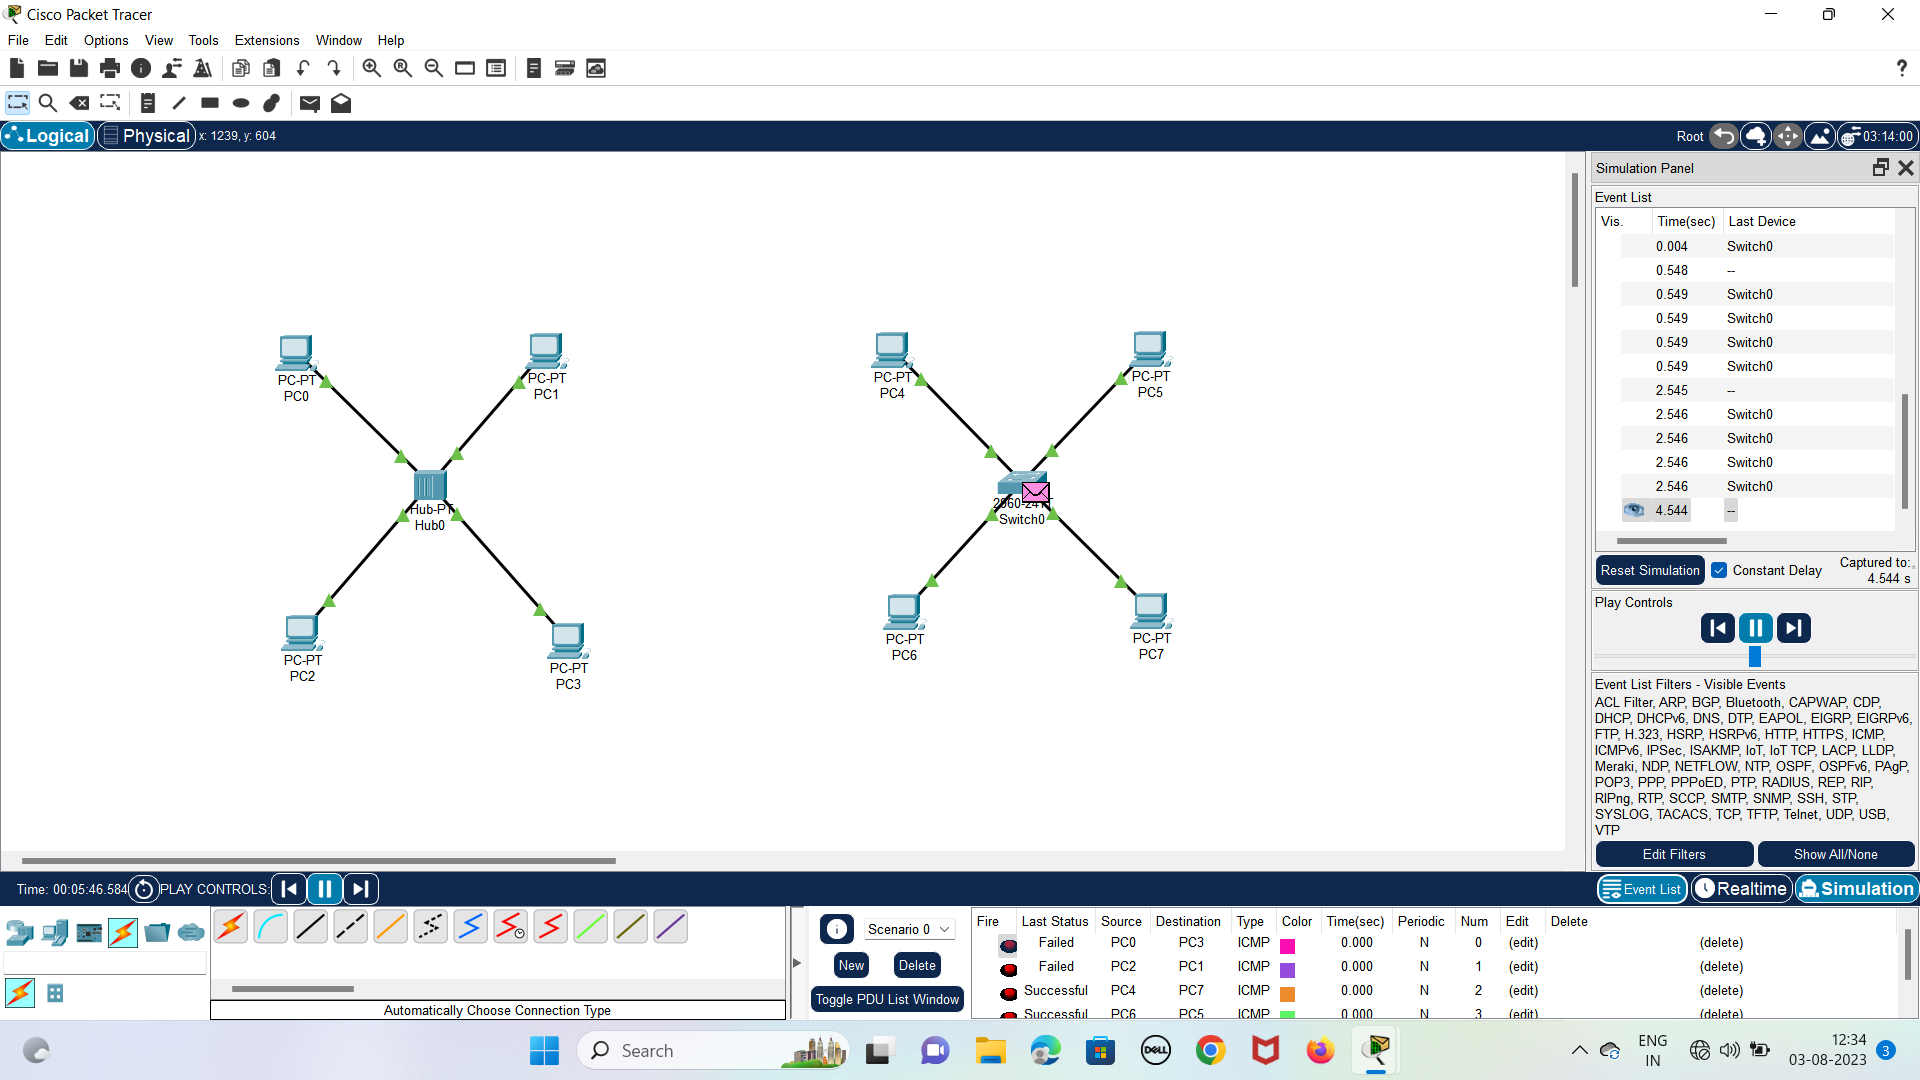 Cisco Packet Tracer
File Edit Options View Tools Extensions Window Help
Logical Physical x: 1239, y: 604
Root 03:14:00
PC-PT
PC0
PC-PT
PC1
Hub-PT
Hub0
PC-PT
PC2
PC-PT
PC3
PC-PT
PC4
PC-PT
PC5
2960-24TT
Switch0
PC-PT
PC6
PC-PT
PC7
Simulation Panel
Event List
Vis. Time(sec) Last Device
0.004 Switch0
0.548 --
0.549 Switch0
0.549 Switch0
0.549 Switch0
0.549 Switch0
2.545 --
2.546 Switch0
2.546 Switch0
2.546 Switch0
2.546 Switch0
4.544 --
Reset Simulation Constant Delay Captured to:
4.544 s
Play Controls
Event List Filters - Visible Events
ACL Filter, ARP, BGP, Bluetooth, CAPWAP, CDP,
DHCP, DHCPv6, DNS, DTP, EAPOL, EIGRP, EIGRPv6,
FTP, H.323, HSRP, HSRPv6, HTTP, HTTPS, ICMP,
ICMPv6, IPSec, ISAKMP, IoT, IoT TCP, LACP, LLDP,
Meraki, NDP, NETFLOW, NTP, OSPF, OSPFv6, PAgP,
POP3, PPP, PPPoED, PTP, RADIUS, REP, RIP,
RIPng, RTP, SCCP, SMTP, SNMP, SSH, STP,
SYSLOG, TACACS, TCP, TFTP, Telnet, UDP, USB,
VTP
Edit Filters Show All/None
Time: 00:05:46.584 PLAY CONTROLS:
Event List Realtime Simulation
Automatically Choose Connection Type
Scenario 0
New Delete
Toggle PDU List Window
Fire Last Status Source Destination Type Color Time(sec) Periodic Num Edit Delete
Failed PC0 PC3 ICMP 0.000 N 0 (edit) (delete)
Failed PC2 PC1 ICMP 0.000 N 1 (edit) (delete)
Successful PC4 PC7 ICMP 0.000 N 2 (edit) (delete)
Successful PC6 PC5 ICMP 0.000 N 3 (edit) (delete)
Search
DELL
ENG
IN
12:34
03-08-2023
3